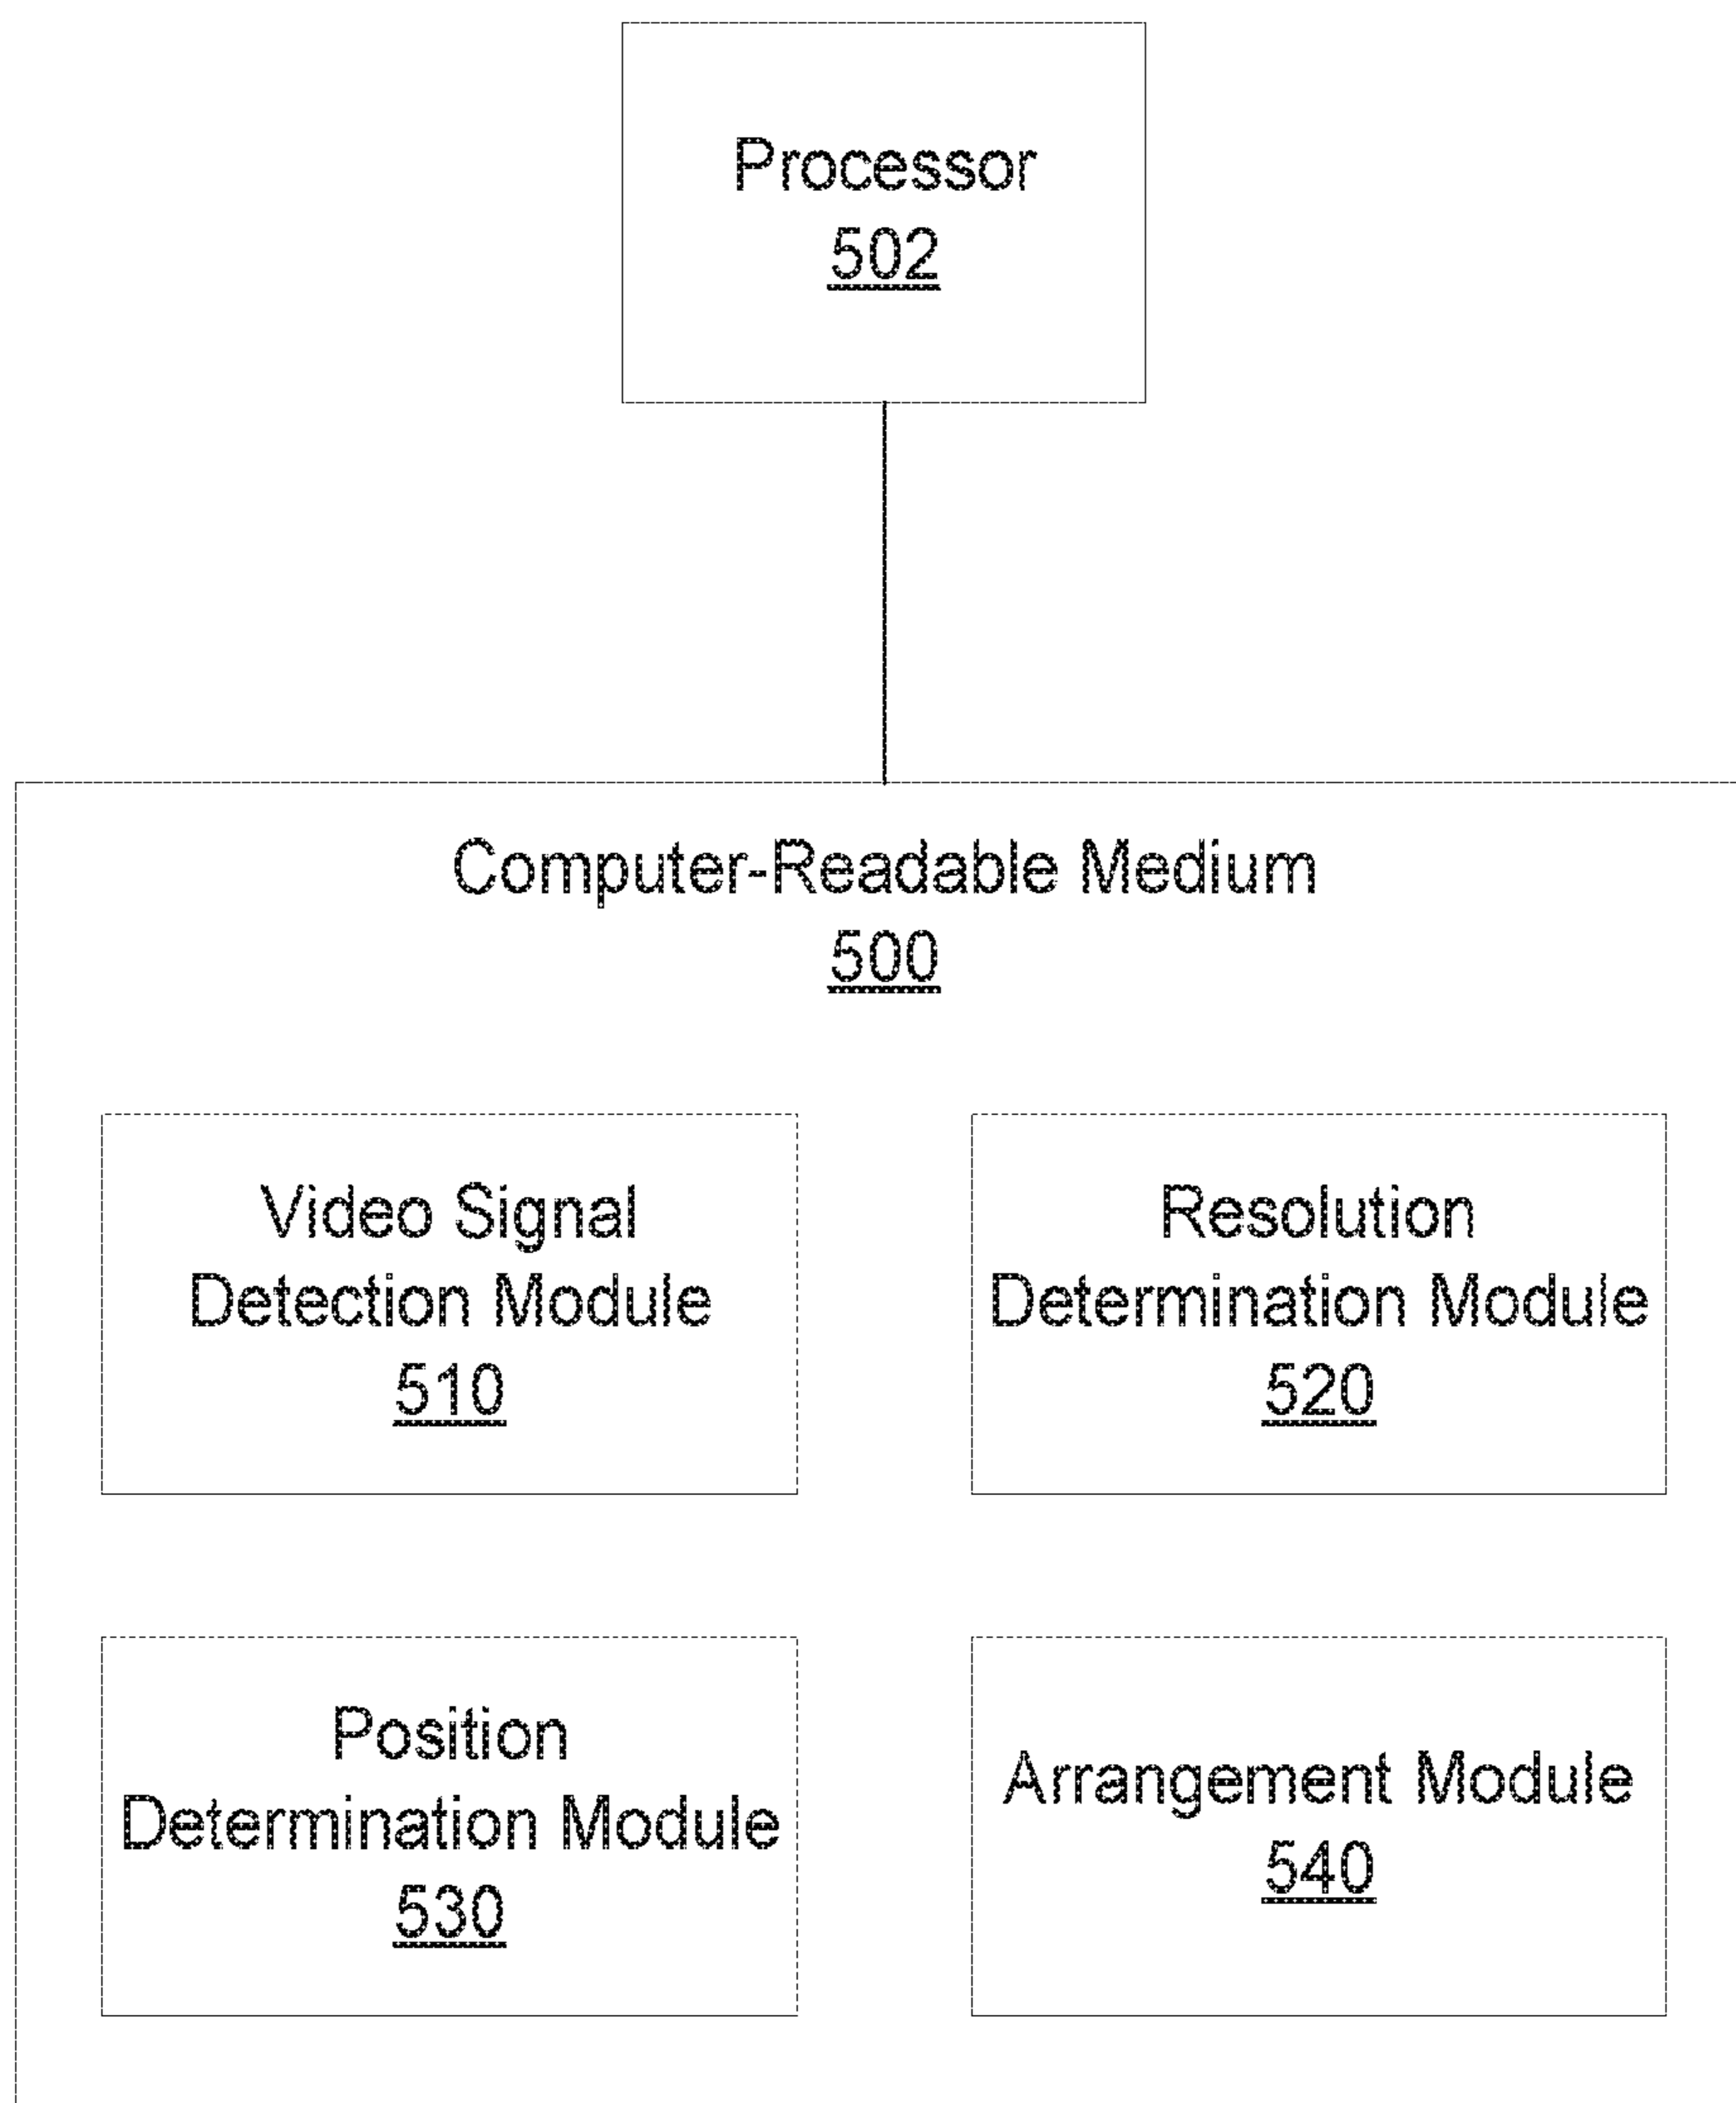 Processor
502
Computer-Readable Medium
500
Video Signal
Detection Module
510
Resolution
Determination Module
520
Position
Determination Module
530
Arrangement Module
540